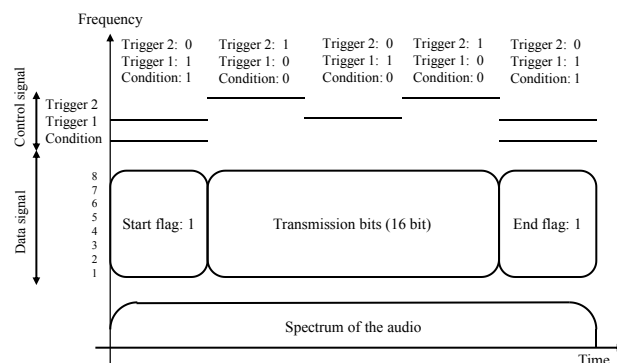 Frequency
Trigger 2: 0 Trigger 2: 1 Trigger 2: 0 Trigger 2: 1 Trigger 2: 0
Trigger 1: 1 Trigger 1: 0 Trigger 1: 1 Trigger 1: 0 Trigger 1: 1
Condition: 1 Condition: 0 Condition: 0 Condition: 0 Condition: 1
Control signal
Trigger 2
Trigger 1
Condition
Data signal
8
7
6
5
4
3
2
1
Start flag: 1 Transmission bits (16 bit) End flag: 1
Spectrum of the audio
Time